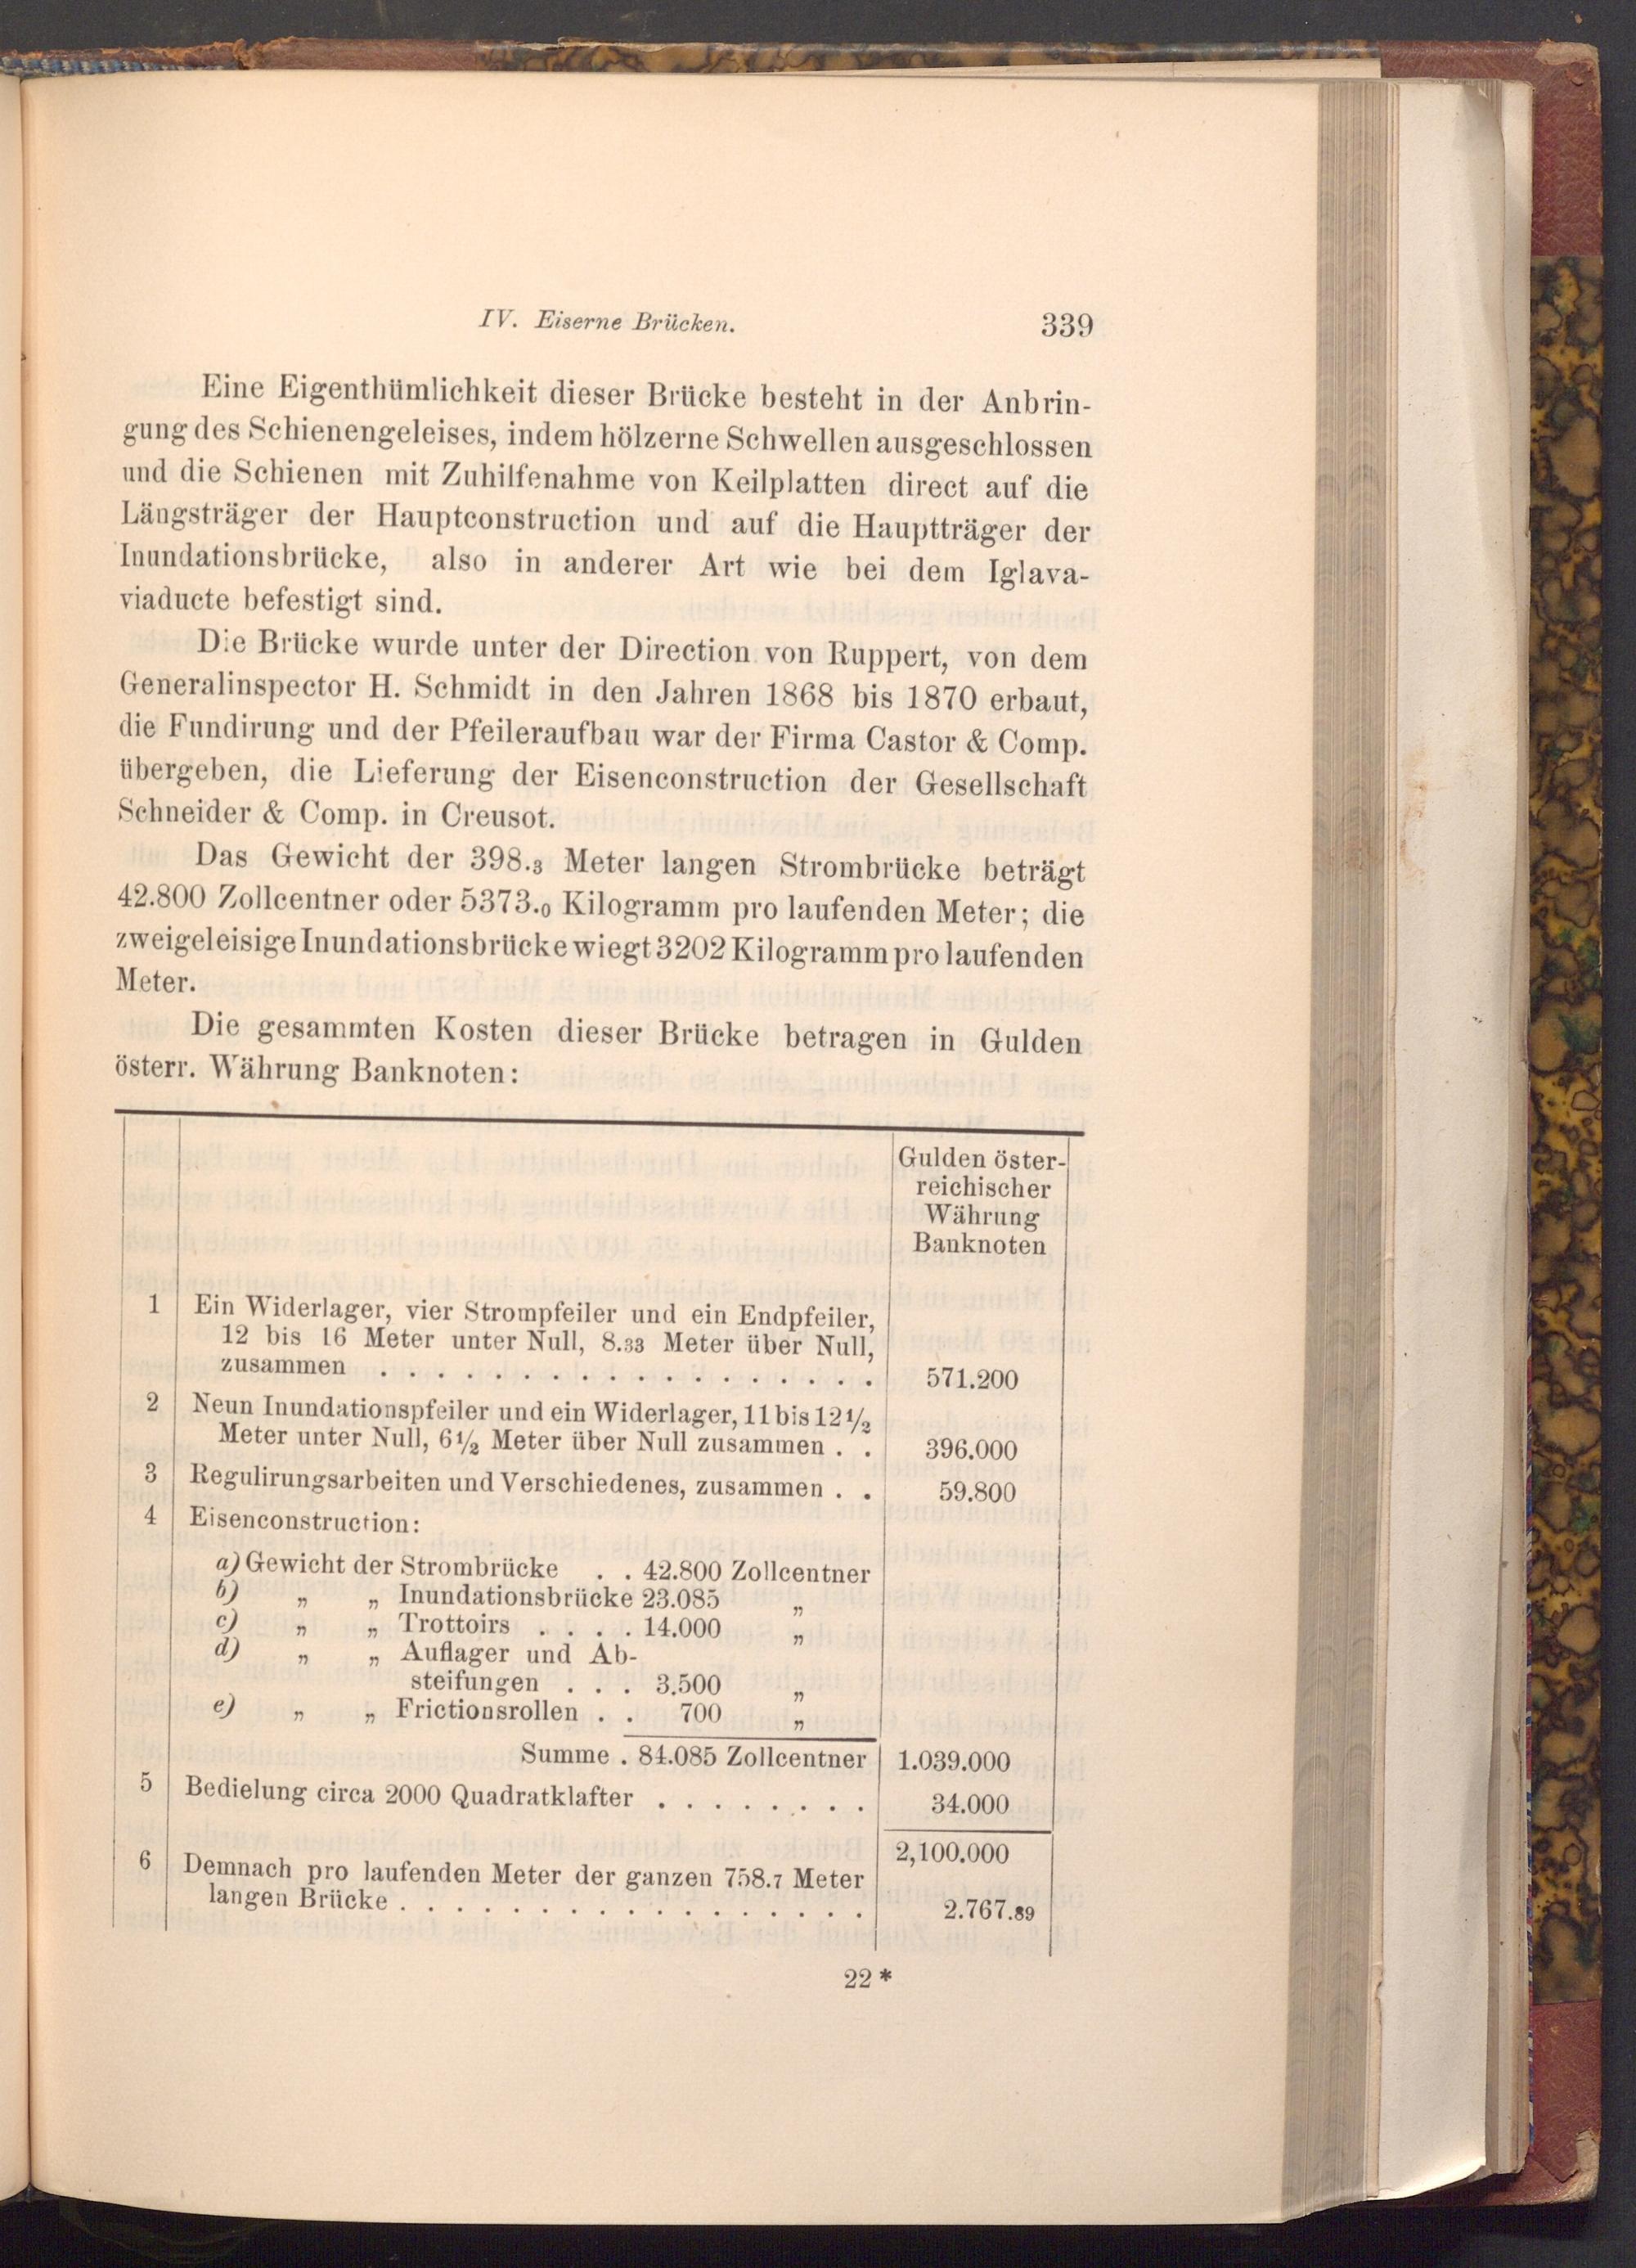 IV. Eiserne Brücken. 339
Eine Eigenthümlichkeit dieser Brücke besteht in der Anbrin-
gung des Schienengeleises, indem hölzerne Schwellen ausgeschlossen
und die Schienen mit Zuhilfenahme von Keilplatten direct auf die
Längsträger der Hauptconstruction und auf die Hauptträger der
Inundationsbrücke, also in anderer Art wie bei dem Iglava-
viaducte befestigt sind.
Die Brücke wurde unter der Direction von Ruppert, von dem
Generalinspector H. Schmidt in den Jahren 1868 bis 1870 erbaut,
die Fundirung und der Pfeileraufbau war der Firma Castor & Comp.
übergeben, die Lieferung der Eisenconstruction der Gesellschaft
Schneider & Comp. in Creusot.
Das Gewicht der 398.3 Meter langen Strombrücke beträgt
42.800 Zollcentner oder 5373.0 Kilogramm pro laufenden Meter; die
zweigeleisige Inundationsbrücke wiegt 3202 Kilogramm pro laufenden
Meter.
Die gesammten Kosten dieser Brücke betragen in Gulden
österr. Währung Banknoten:
Gulden öster-
reichischer
Währung
Banknoten
1 Ein Widerlager, vier Strompfeiler und ein Endpfeiler,
12 bis 16 Meter unter Null, 8.33 Meter über Null,
zusammen . . . . . . . . . . . . . . . . . . 571.200
2 Neun Inundationspfeiler und ein Widerlager, 11 bis 12 1/2
Meter unter Null, 6 1/2 Meter über Null zusammen . . 396.000
3 Regulirungsarbeiten und Verschiedenes, zusammen . . 59.800
4 Eisenconstruction:
a) Gewicht der Strombrücke . . 42.800 Zollcentner
b) „ „ Inundationsbrücke 23.085 „
c) „ „ Trottoirs . . . . 14.000 „
d) „ „ Auflager und Ab-
steifungen . . . 3.500 „
e) „ „ Frictionsrollen . . 700 „
Summe . 84.085 Zollcentner 1.039.000
5 Bedielung circa 2000 Quadratklafter . . . . . . . . 34.000
2,100.000
6 Demnach pro laufenden Meter der ganzen 758.7 Meter
langen Brücke . . . . . . . . . . . . . . . . . 2.767.89
22*